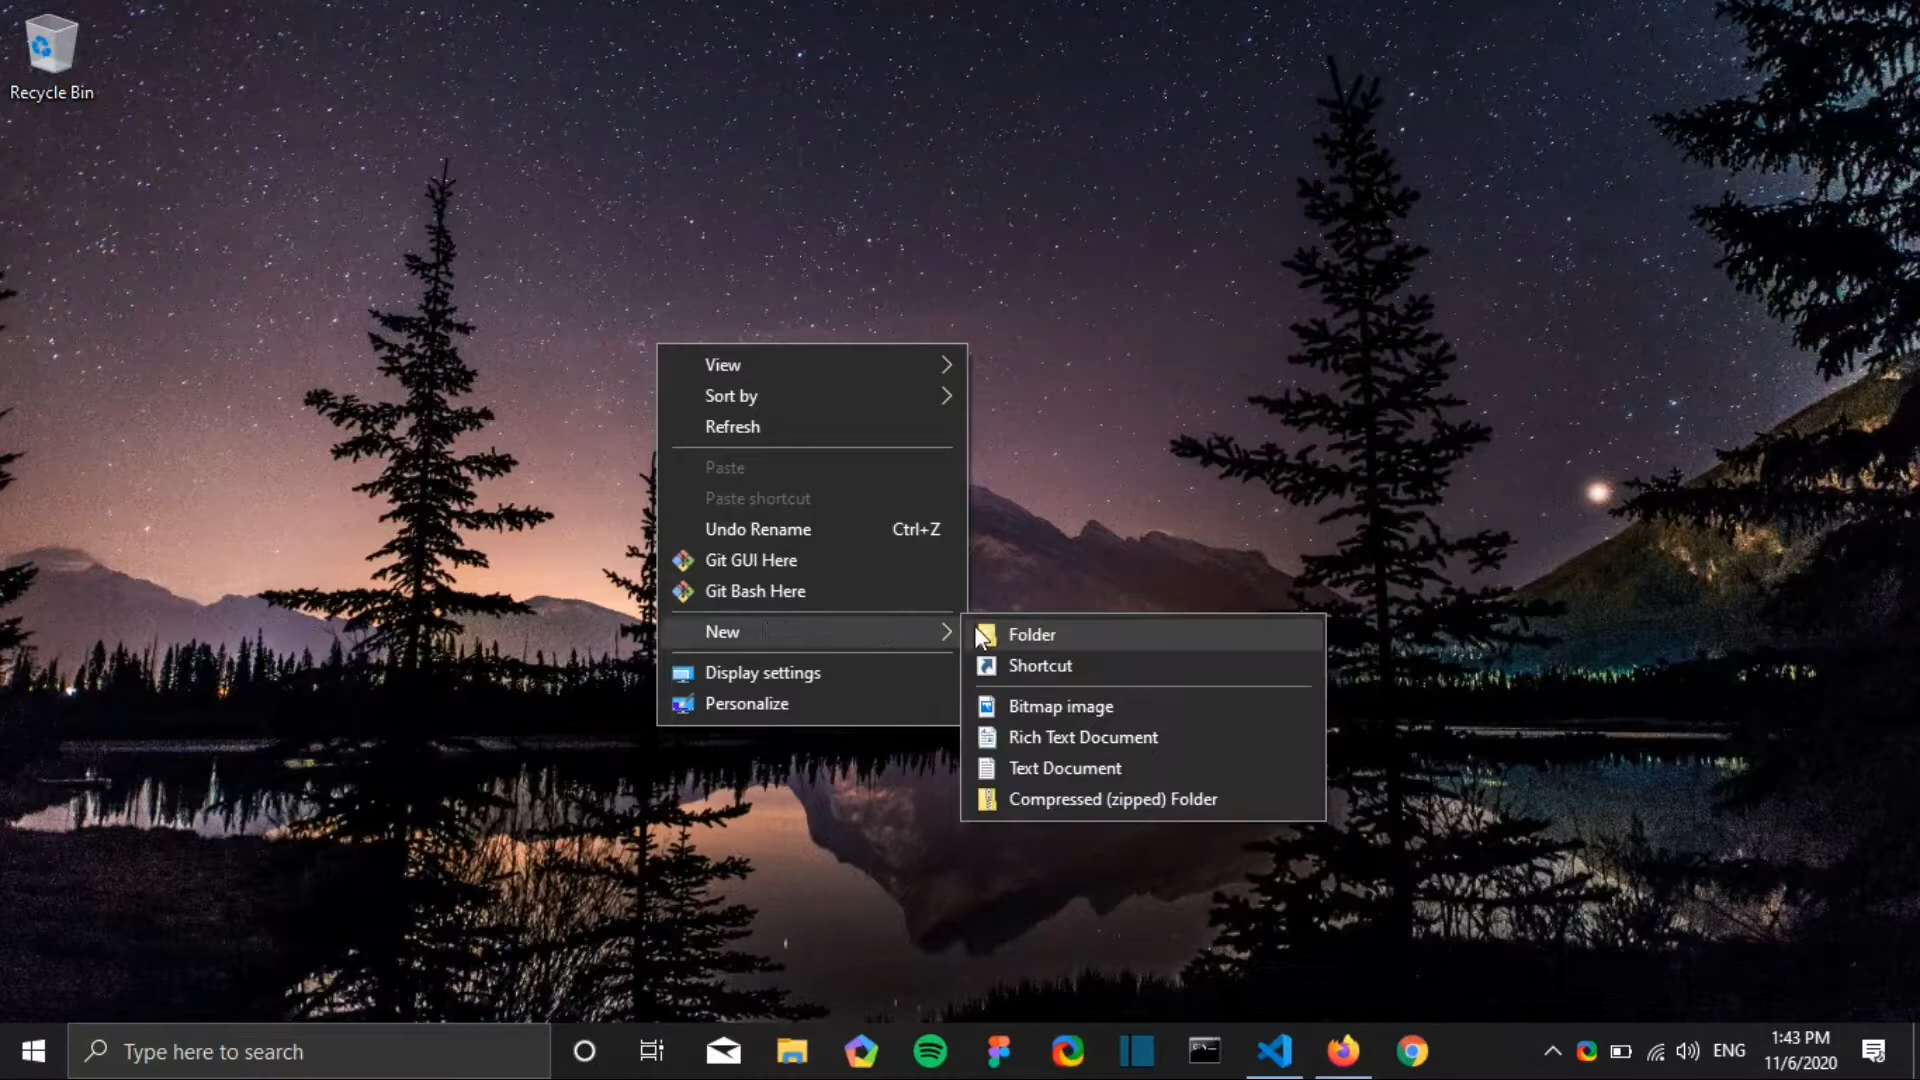 Recycle Bin
View
Sort by
Refresh
Paste
Paste shortcut
Undo Rename Ctrl+Z
Git GUI Here
Git Bash Here
New
Display settings
Personalize
Folder
Shortcut
Bitmap image
Rich Text Document
Text Document
Compressed (zipped) Folder
Type here to search
ENG
1:43 PM
11/6/2020